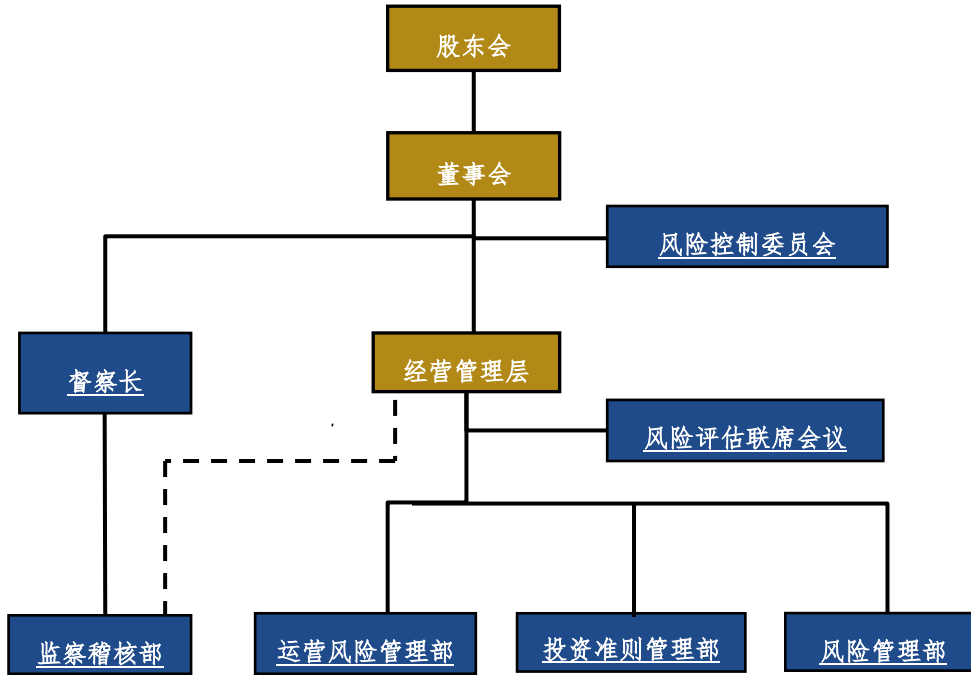 股东会
董事会
风险控制委员会
督察长
经营管理层
风险评估联席会议
监察稽核部
运营风险管理部
投资准则管理部
风险管理部